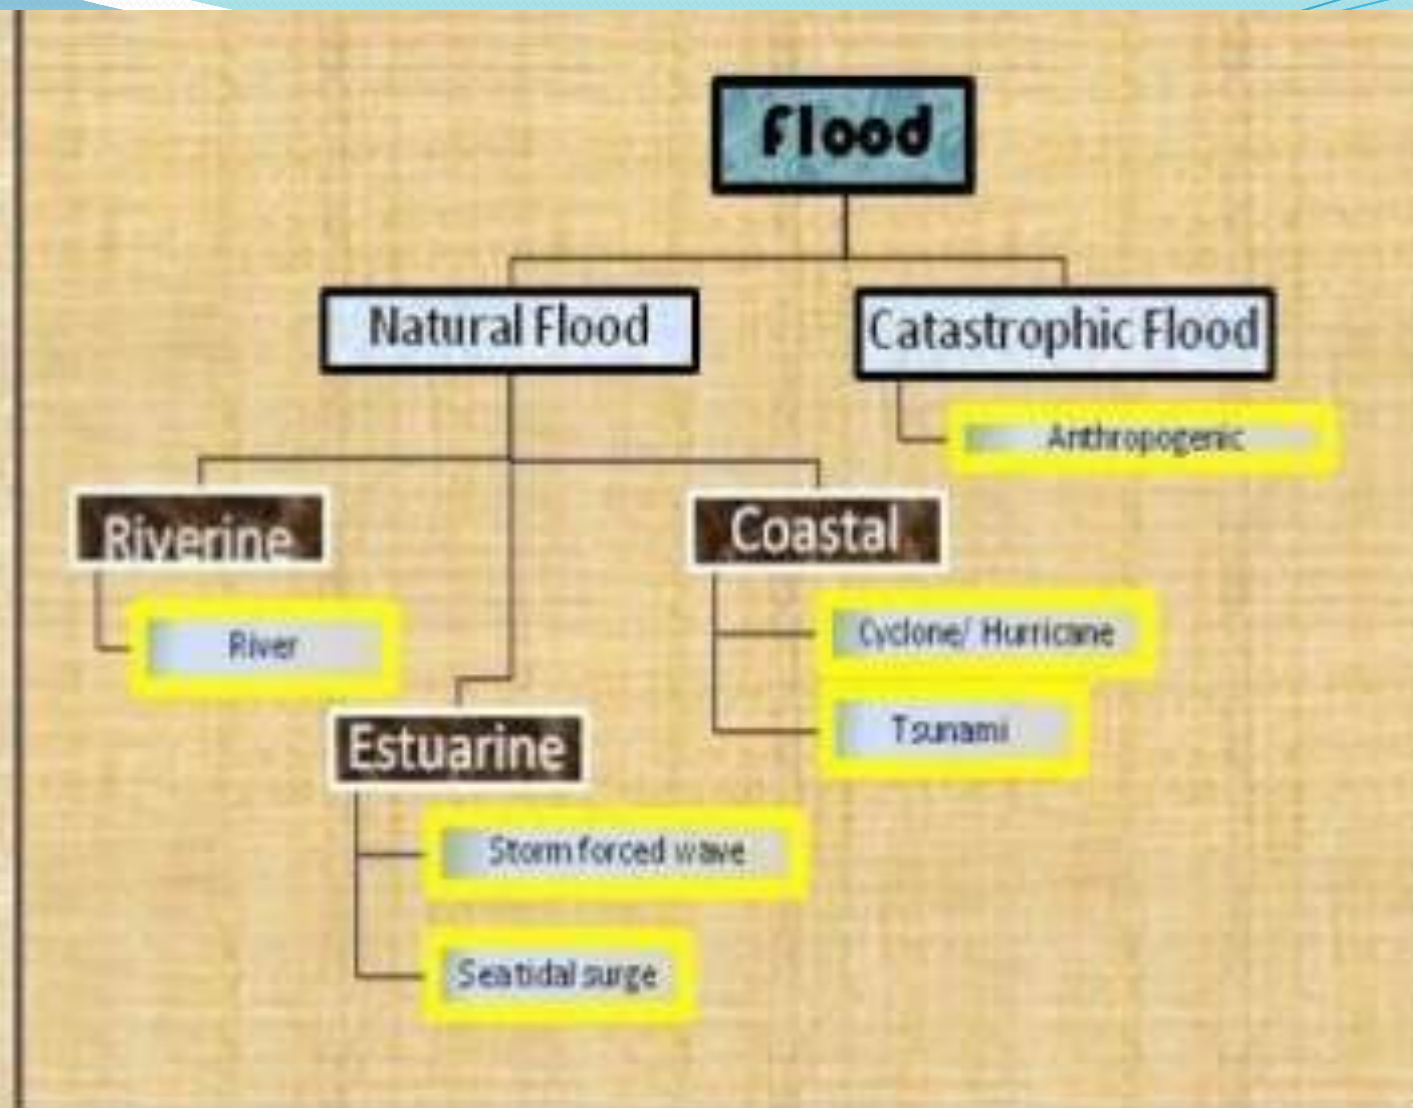 Flood
Natural Flood
Catastrophic Flood
Anthropogenic
Riverine
Coastal
River
Cyclone/ Hurricane
Tsunami
Estuarine
Storm forced wave
Sea tidal surge